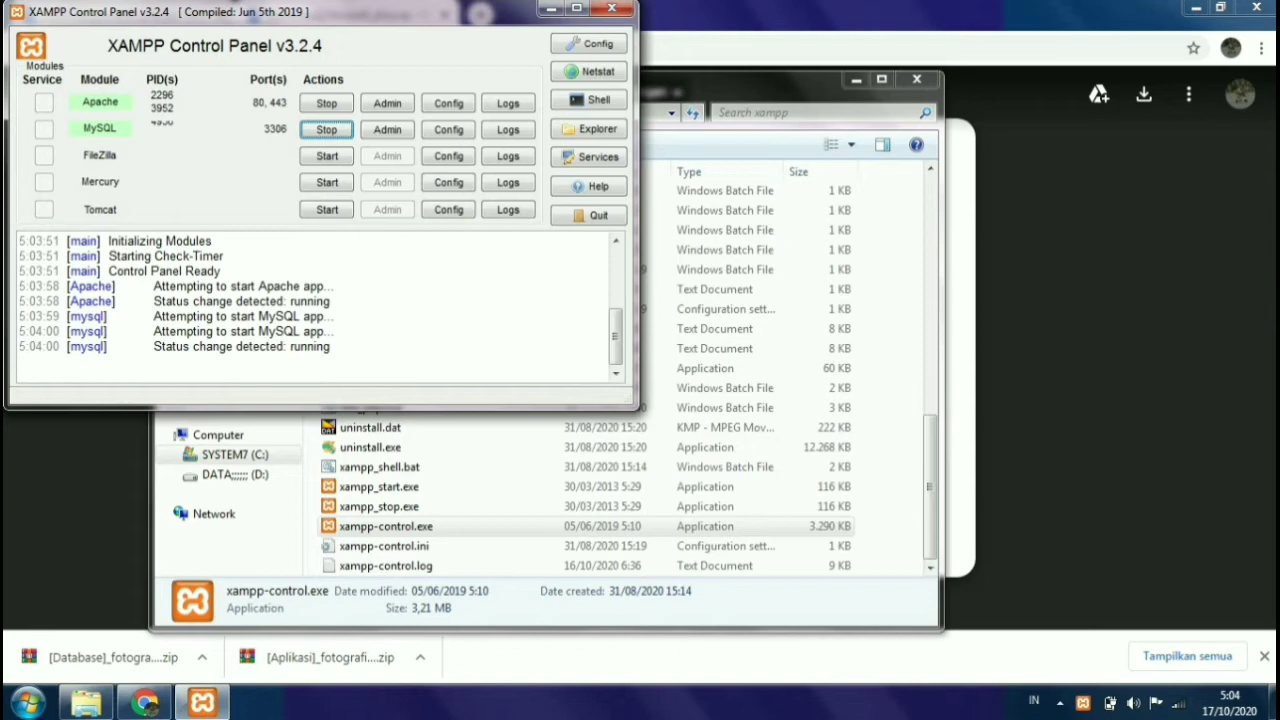 XAMPP Control Panel v3.2.4 [ Compiled: Jun 5th 2019 ]
XAMPP Control Panel v3.2.4
Config
Modules
Service Module PID(s) Port(s) Actions
Netstat
Apache 2296 3952 80, 443 Stop Admin Config Logs
Shell
MySQL 3306 Stop Admin Config Logs
Explorer
FileZilla Start Admin Config Logs
Services
Mercury Start Admin Config Logs
Help
Tomcat Start Admin Config Logs
Quit
5:03:51 [main] Initializing Modules
5:03:51 [main] Starting Check-Timer
5:03:51 [main] Control Panel Ready
5:03:58 [Apache] Attempting to start Apache app...
5:03:58 [Apache] Status change detected: running
5:03:59 [mysql] Attempting to start MySQL app...
5:04:00 [mysql] Attempting to start MySQL app...
5:04:00 [mysql] Status change detected: running
Search xampp
Type Size
Windows Batch File 1 KB
Windows Batch File 1 KB
Windows Batch File 1 KB
Windows Batch File 1 KB
Windows Batch File 1 KB
Text Document 1 KB
Configuration sett... 1 KB
Text Document 8 KB
Text Document 8 KB
Application 60 KB
Windows Batch File 2 KB
Windows Batch File 3 KB
Computer
SYSTEM7 (C:)
DATA;;;;;; (D:)
Network
uninstall.dat 31/08/2020 15:20 KMP - MPEG Mov... 222 KB
uninstall.exe 31/08/2020 15:20 Application 12.268 KB
xampp_shell.bat 31/08/2020 15:14 Windows Batch File 2 KB
xampp_start.exe 30/03/2013 5:29 Application 116 KB
xampp_stop.exe 30/03/2013 5:29 Application 116 KB
xampp-control.exe 05/06/2019 5:10 Application 3.290 KB
xampp-control.ini 31/08/2020 15:19 Configuration sett... 1 KB
xampp-control.log 16/10/2020 6:36 Text Document 9 KB
xampp-control.exe Date modified: 05/06/2019 5:10 Date created: 31/08/2020 15:14
Application Size: 3,21 MB
[Database]_fotogra....zip
[Aplikasi]_fotografi....zip
Tampilkan semua
IN
5:04
17/10/2020